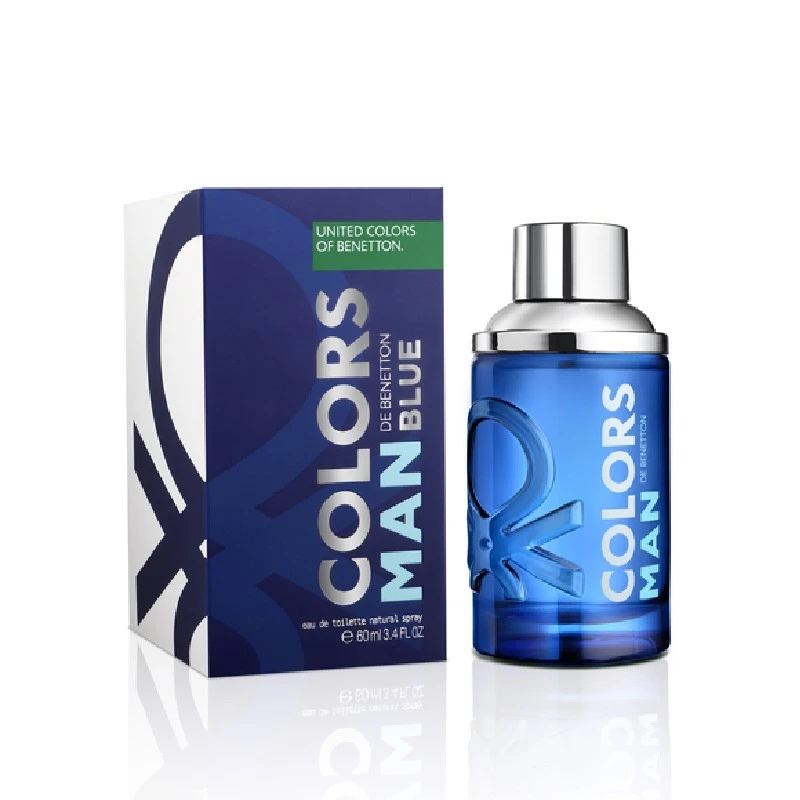 UNITED COLORS
OF BENETTON.
COLORS
DE BENETTON
MAN BLUE
eau de toilette natural spray
℮ 60ml 3.4 FL OZ
COLORS
DE BENETTON
MAN